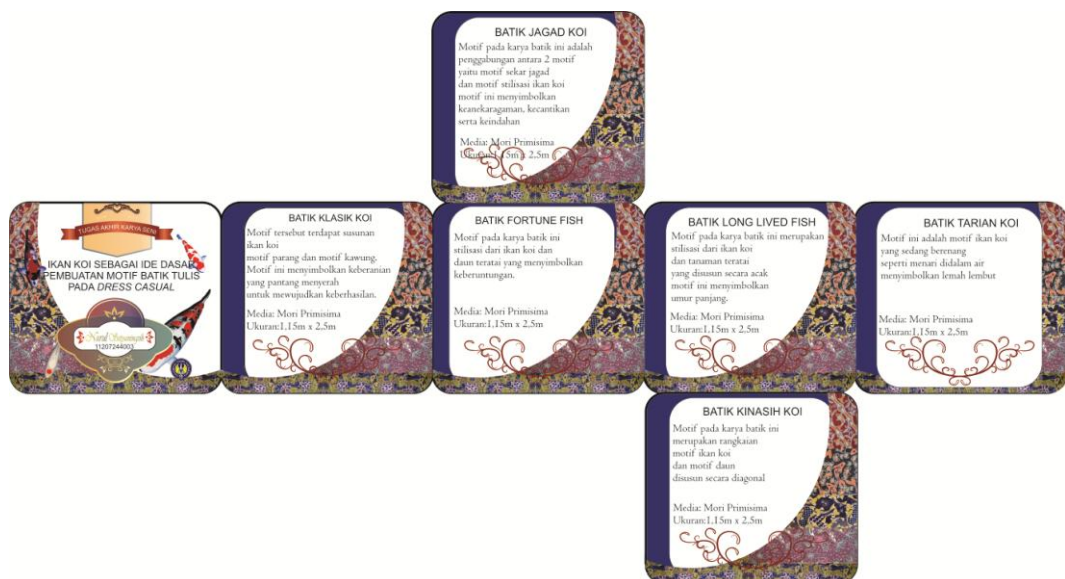 BATIK JAGAD KOI
Motif pada karya batik ini adalah
penggabungan antara 2 motif
yaitu motif sekar jagad
dan motif stilisasi ikan koi
motif ini menyimbolkan
keanekaragaman, kecantikan
serta keindahan
Media: Mori Primisima
Ukuran:1,15m x 2,5m
TUGAS AKHIR KARYA SENI
IKAN KOI SEBAGAI IDE DASAR
PEMBUATAN MOTIF BATIK TULIS
PADA DRESS CASUAL
Nurul
11207244003
BATIK KLASIK KOI
Motif tersebut terdapat susunan
ikan koi
motif parang dan motif kawung.
Motif ini menyimbolkan keberanian
yang pantang menyerah
untuk mewujudkan keberhasilan.
Media: Mori Primisima
Ukuran:1,15m x 2,5m
BATIK FORTUNE FISH
Motif pada karya batik ini
stilisasi dari ikan koi dan
daun teratai yang menyimbolkan
keberuntungan.
Media: Mori Primisima
Ukuran:1,15m x 2,5m
BATIK LONG LIVED FISH
Motif pada karya batik ini merupakan
stilisasi dari ikan koi
dan tanaman teratai
yang disusun secara acak
motif ini menyimbolkan
umur panjang.
Media: Mori Primisima
Ukuran:1,15m x 2,5m
BATIK TARIAN KOI
Motif ini adalah motif ikan koi
yang sedang berenang
seperti menari didalam air
menyimbolkan lemah lembut
Media: Mori Primisima
Ukuran:1,15m x 2,5m
BATIK KINASIH KOI
Motif pada karya batik ini
merupakan rangkaian
motif ikan koi
dan motif daun
disusun secara diagonal
Media: Mori Primisima
Ukuran:1,15m x 2,5m